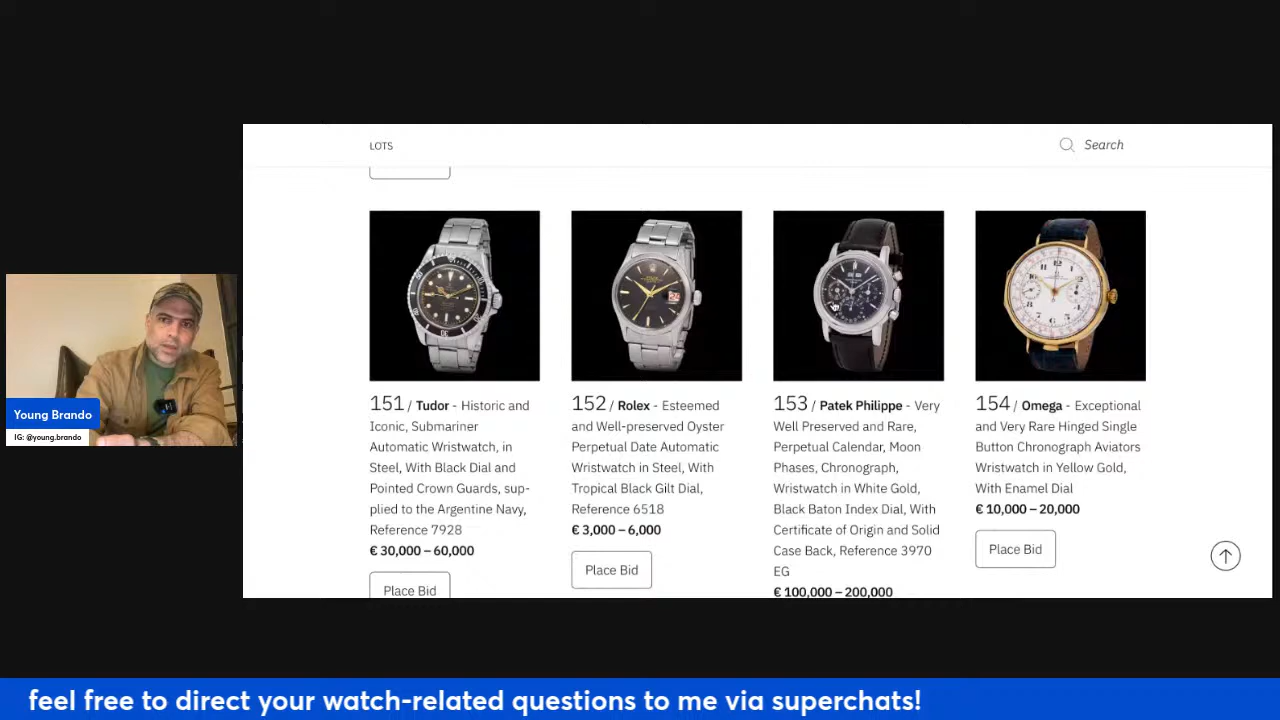 LOTS
Search
151 / Tudor - Historic and
Iconic, Submariner
Automatic Wristwatch, in
Steel, With Black Dial and
Pointed Crown Guards, sup-
plied to the Argentine Navy,
Reference 7928
€ 30,000 – 60,000
Place Bid
152 / Rolex - Esteemed
and Well-preserved Oyster
Perpetual Date Automatic
Wristwatch in Steel, With
Tropical Black Gilt Dial,
Reference 6518
€ 3,000 – 6,000
Place Bid
153 / Patek Philippe - Very
Well Preserved and Rare,
Perpetual Calendar, Moon
Phases, Chronograph,
Wristwatch in White Gold,
Black Baton Index Dial, With
Certificate of Origin and Solid
Case Back, Reference 3970
EG
€ 100,000 – 200,000
154 / Omega - Exceptional
and Very Rare Hinged Single
Button Chronograph Aviators
Wristwatch in Yellow Gold,
With Enamel Dial
€ 10,000 – 20,000
Place Bid
Young Brando
IG: @young.brando
feel free to direct your watch-related questions to me via superchats!